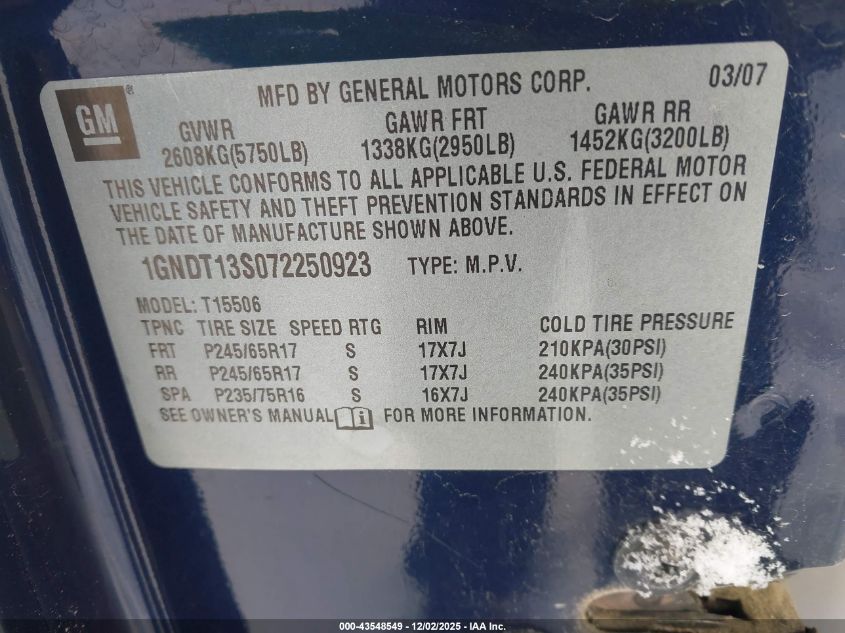 GM®
MFD BY GENERAL MOTORS CORP.
03/07
GVWR GAWR FRT GAWR RR
2608KG(5750LB) 1338KG(2950LB) 1452KG(3200LB)
THIS VEHICLE CONFORMS TO ALL APPLICABLE U.S. FEDERAL MOTOR
VEHICLE SAFETY AND THEFT PREVENTION STANDARDS IN EFFECT ON
THE DATE OF MANUFACTURE SHOWN ABOVE.
1GNDT13S072250923 TYPE: M.P.V.
MODEL: T15506
TPNC TIRE SIZE SPEED RTG RIM COLD TIRE PRESSURE
FRT P245/65R17 S 17X7J 210KPA(30PSI)
RR P245/65R17 S 17X7J 240KPA(35PSI)
SPA P235/75R16 S 16X7J 240KPA(35PSI)
SEE OWNER'S MANUAL i FOR MORE INFORMATION.
000-43548549 - 12/02/2025 - IAA Inc.